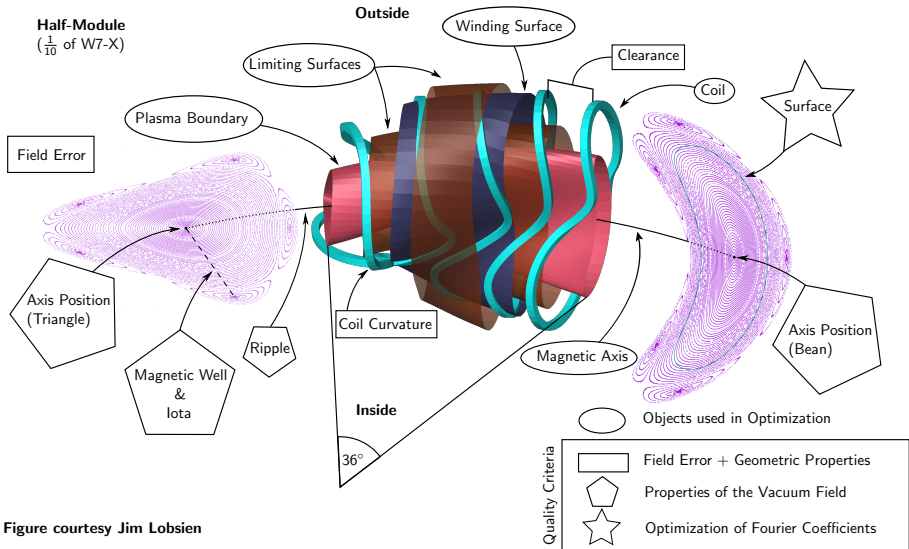 Outside
Half-Module
(1/10 of W7-X)
Winding Surface
Limiting Surfaces
Clearance
Coil
Surface
Plasma Boundary
Field Error
Axis Position
(Triangle)
Ripple
Coil Curvature
Magnetic Well
&
Iota
Magnetic Axis
Axis Position
(Bean)
Inside
36°
Objects used in Optimization
Quality Criteria
Field Error + Geometric Properties
Properties of the Vacuum Field
Optimization of Fourier Coefficients
Figure courtesy Jim Lobsien